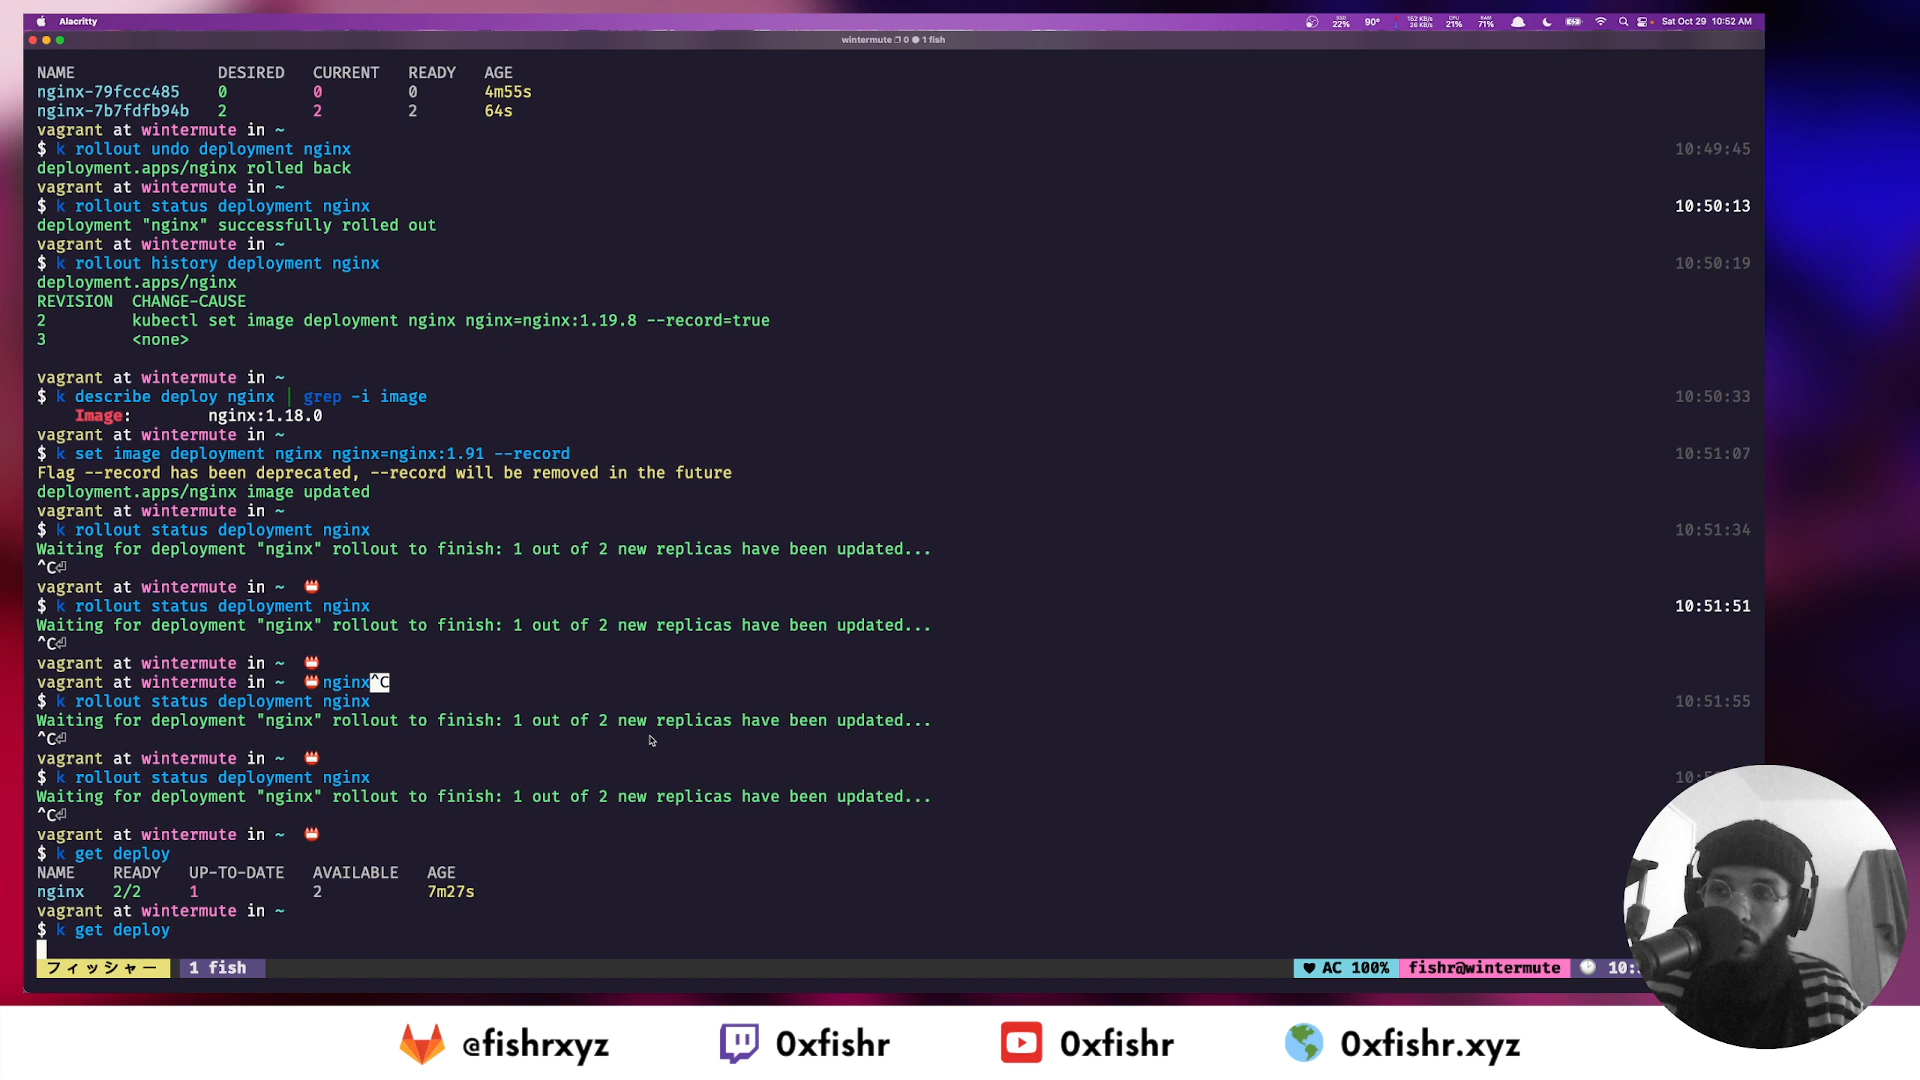 Alacritty
22%
90°
152 KB/s
26 KB/s
CPU
21%
RAM
71%
Sat Oct 29 10:52 AM
wintermute 0 1 fish
NAME DESIRED CURRENT READY AGE
nginx-79fccc485 0 0 0 4m55s
nginx-7b7fdfb94b 2 2 2 64s
vagrant at wintermute in ~
$ k rollout undo deployment nginx 10:49:45
deployment.apps/nginx rolled back
vagrant at wintermute in ~
$ k rollout status deployment nginx 10:50:13
deployment "nginx" successfully rolled out
vagrant at wintermute in ~
$ k rollout history deployment nginx 10:50:19
deployment.apps/nginx
REVISION CHANGE-CAUSE
2 kubectl set image deployment nginx nginx=nginx:1.19.8 --record=true
3 <none>
vagrant at wintermute in ~
$ k describe deploy nginx | grep -i image 10:50:33
Image: nginx:1.18.0
vagrant at wintermute in ~
$ k set image deployment nginx nginx=nginx:1.91 --record 10:51:07
Flag --record has been deprecated, --record will be removed in the future
deployment.apps/nginx image updated
vagrant at wintermute in ~
$ k rollout status deployment nginx 10:51:34
Waiting for deployment "nginx" rollout to finish: 1 out of 2 new replicas have been updated...
^C⏎
vagrant at wintermute in ~
$ k rollout status deployment nginx 10:51:51
Waiting for deployment "nginx" rollout to finish: 1 out of 2 new replicas have been updated...
^C⏎
vagrant at wintermute in ~
vagrant at wintermute in ~ nginx^C
$ k rollout status deployment nginx 10:51:55
Waiting for deployment "nginx" rollout to finish: 1 out of 2 new replicas have been updated...
^C⏎
vagrant at wintermute in ~
$ k rollout status deployment nginx
Waiting for deployment "nginx" rollout to finish: 1 out of 2 new replicas have been updated...
^C⏎
vagrant at wintermute in ~
$ k get deploy
NAME READY UP-TO-DATE AVAILABLE AGE
nginx 2/2 1 2 7m27s
vagrant at wintermute in ~
$ k get deploy
フィッシャー 1 fish ♥ AC 100% fishr@wintermute
@fishrxyz 0xfishr 0xfishr 0xfishr.xyz